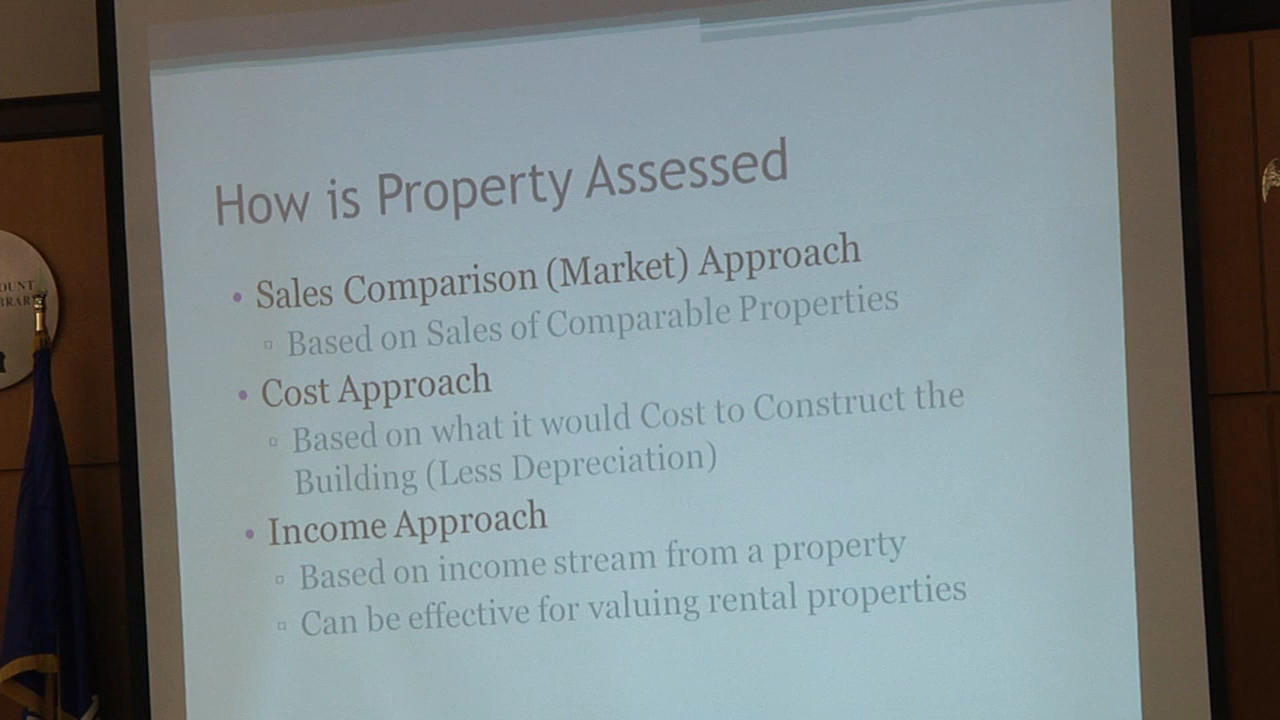 How is Property Assessed
• Sales Comparison (Market) Approach
▫ Based on Sales of Comparable Properties
• Cost Approach
▫ Based on what it would Cost to Construct the
Building (Less Depreciation)
• Income Approach
▫ Based on income stream from a property
▫ Can be effective for valuing rental properties